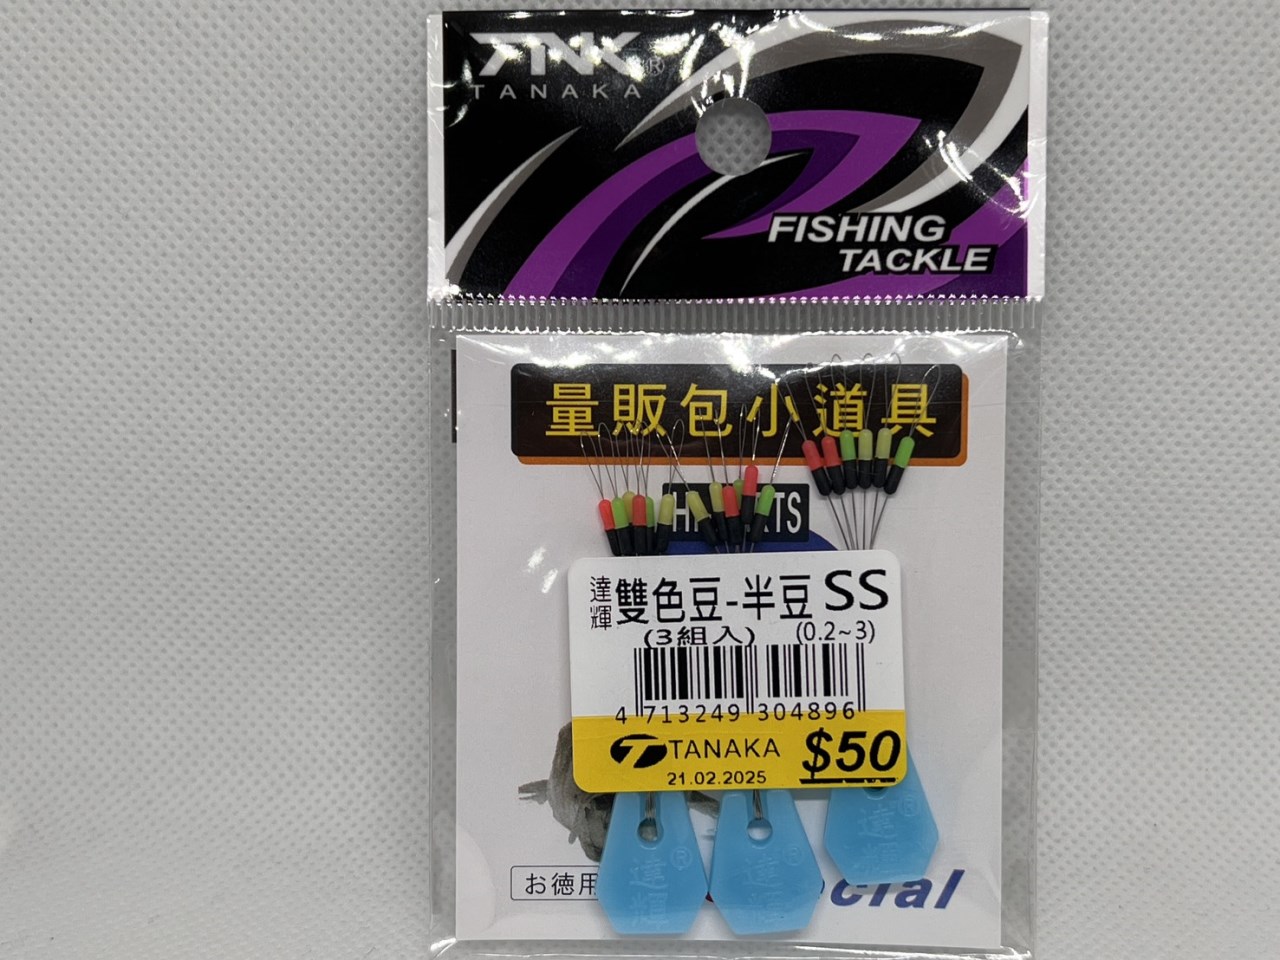 TNK®
TANAKA
FISHING
TACKLE
量販包小道具
達輝 雙色豆-半豆 SS
(3組入) (0.2~3)
4 713249 304896
TANAKA $50
21.02.2025
お徳用